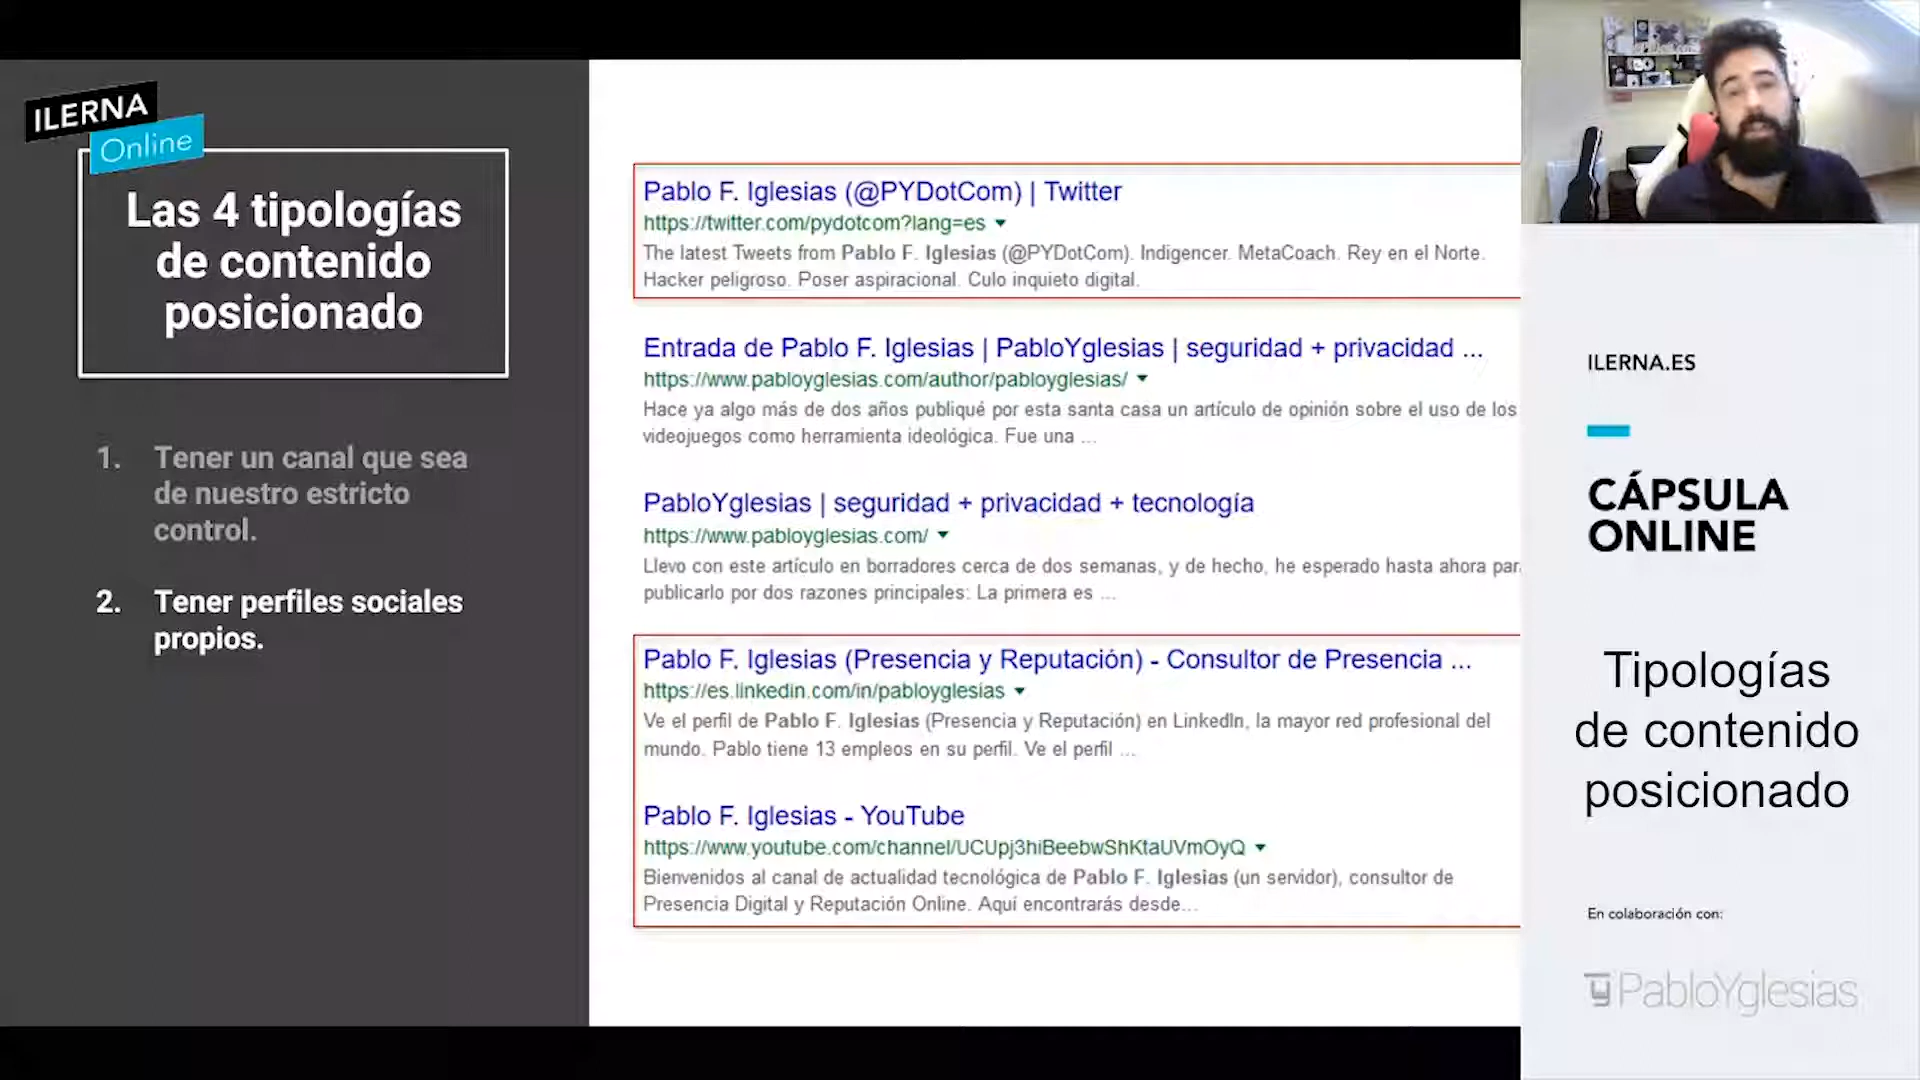 ILERNA
Online
Las 4 tipologías
de contenido
posicionado
1. Tener un canal que sea
de nuestro estricto
control.
2. Tener perfiles sociales
propios.
Pablo F. Iglesias (@PYDotCom) | Twitter
https://twitter.com/pydotcom?lang=es
The latest Tweets from Pablo F. Iglesias (@PYDotCom). Indigencer. MetaCoach. Rey en el Norte.
Hacker peligroso. Poser aspiracional. Culo inquieto digital.
Entrada de Pablo F. Iglesias | PabloYglesias | seguridad + privacidad ...
https://www.pabloyglesias.com/author/pabloyglesias/
Hace ya algo más de dos años publiqué por esta santa casa un artículo de opinión sobre el uso de los
videojuegos como herramienta ideológica. Fue una ...
PabloYglesias | seguridad + privacidad + tecnología
https://www.pabloyglesias.com/
Llevo con este artículo en borradores cerca de dos semanas, y de hecho, he esperado hasta ahora par
publicarlo por dos razones principales: La primera es ...
Pablo F. Iglesias (Presencia y Reputación) - Consultor de Presencia ...
https://es.linkedin.com/in/pabloyglesias
Ve el perfil de Pablo F. Iglesias (Presencia y Reputación) en LinkedIn, la mayor red profesional del
mundo. Pablo tiene 13 empleos en su perfil. Ve el perfil ...
Pablo F. Iglesias - YouTube
https://www.youtube.com/channel/UCUpj3hiBeebwShKtaUVmOyQ
Bienvenidos al canal de actualidad tecnológica de Pablo F. Iglesias (un servidor), consultor de
Presencia Digital y Reputación Online. Aquí encontrarás desde...
ILERNA.ES
CÁPSULA
ONLINE
Tipologías
de contenido
posicionado
En colaboración con:
PabloYglesias